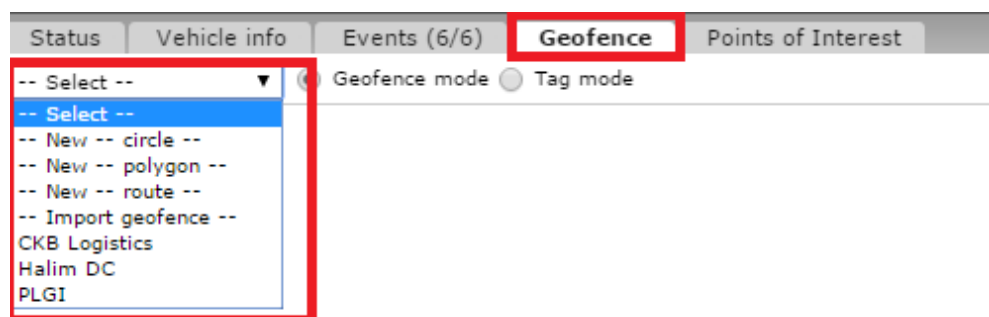 Status Vehicle info Events (6/6) Geofence Points of Interest
-- Select -- Geofence mode Tag mode
-- Select --
-- New -- circle --
-- New -- polygon --
-- New -- route --
-- Import geofence --
CKB Logistics
Halim DC
PLGI